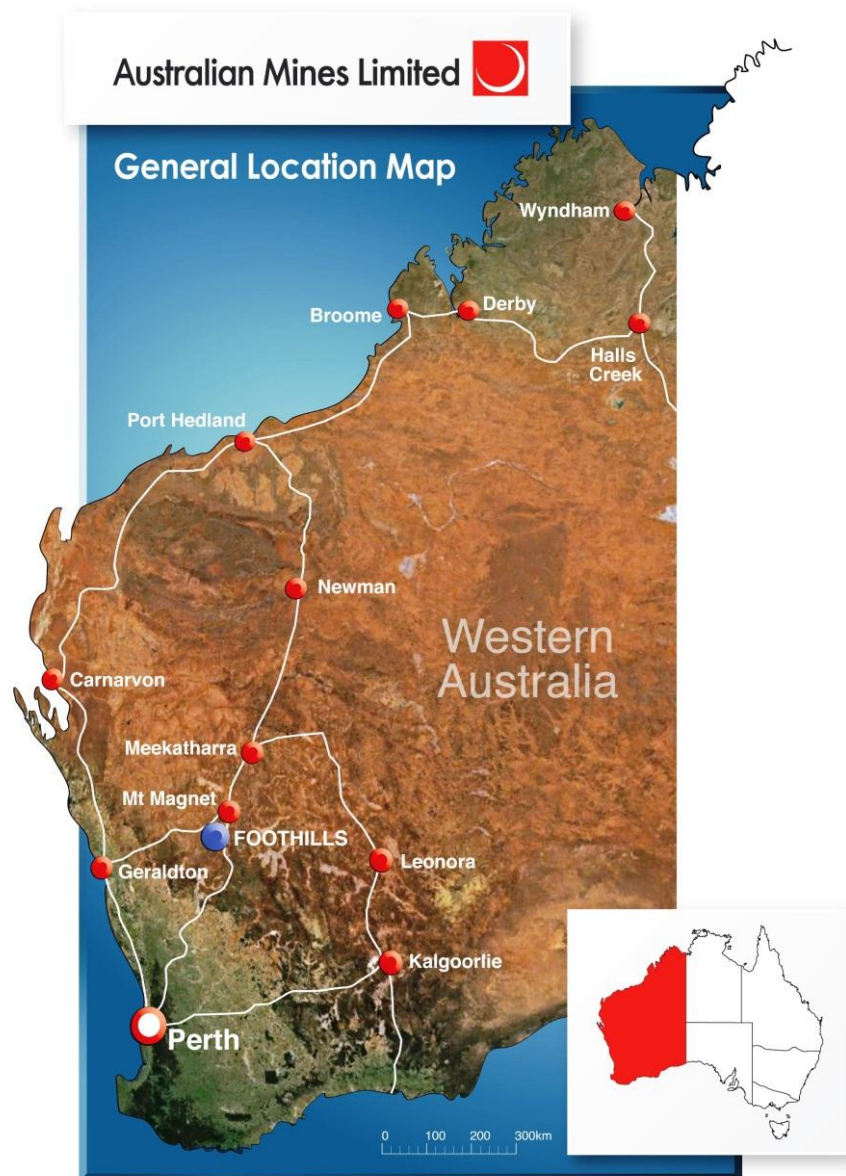 Australian Mines Limited
General Location Map
Wyndham
Broome
Derby
Halls
Creek
Port Hedland
Newman
Western
Australia
Carnarvon
Meekatharra
Mt Magnet
FOOTHILLS
Geraldton
Leonora
Kalgoorlie
Perth
0 100 200 300km